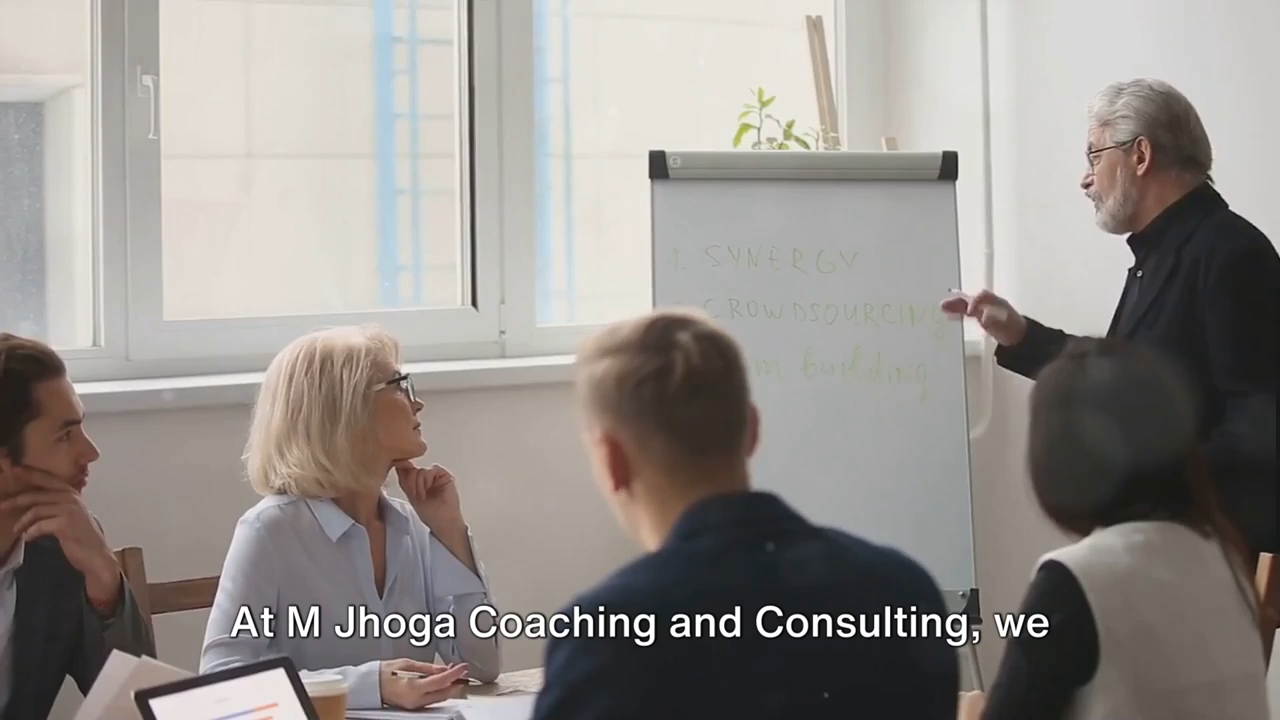 1. SYNERGY
CROWDSOURCING
building
At M Jhoga Coaching and Consulting, we